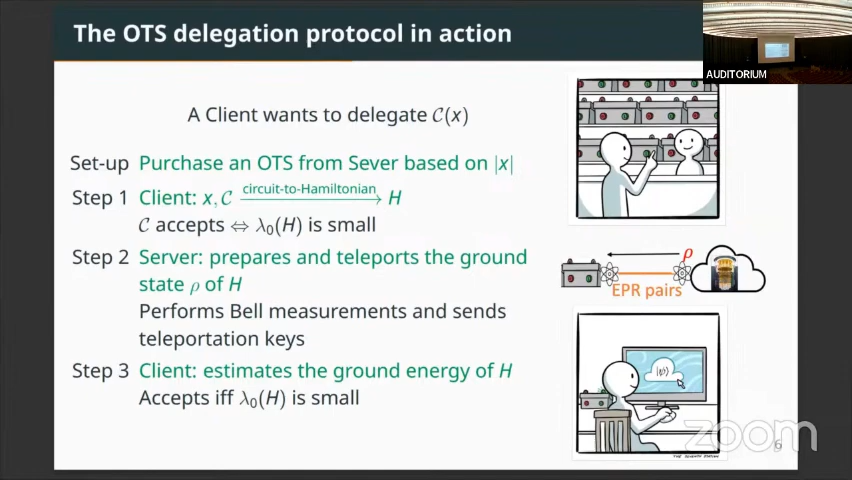 The OTS delegation protocol in action
AUDITORIUM
A Client wants to delegate 𝒞(x)
Set-up Purchase an OTS from Sever based on |x|
Step 1 Client: x, 𝒞 circuit-to-Hamiltonian → H
𝒞 accepts ⇔ λ₀(H) is small
Step 2 Server: prepares and teleports the ground
state ρ of H
Performs Bell measurements and sends
teleportation keys
Step 3 Client: estimates the ground energy of H
Accepts iff λ₀(H) is small
ρ
EPR pairs
|ψ⟩
zoom
6